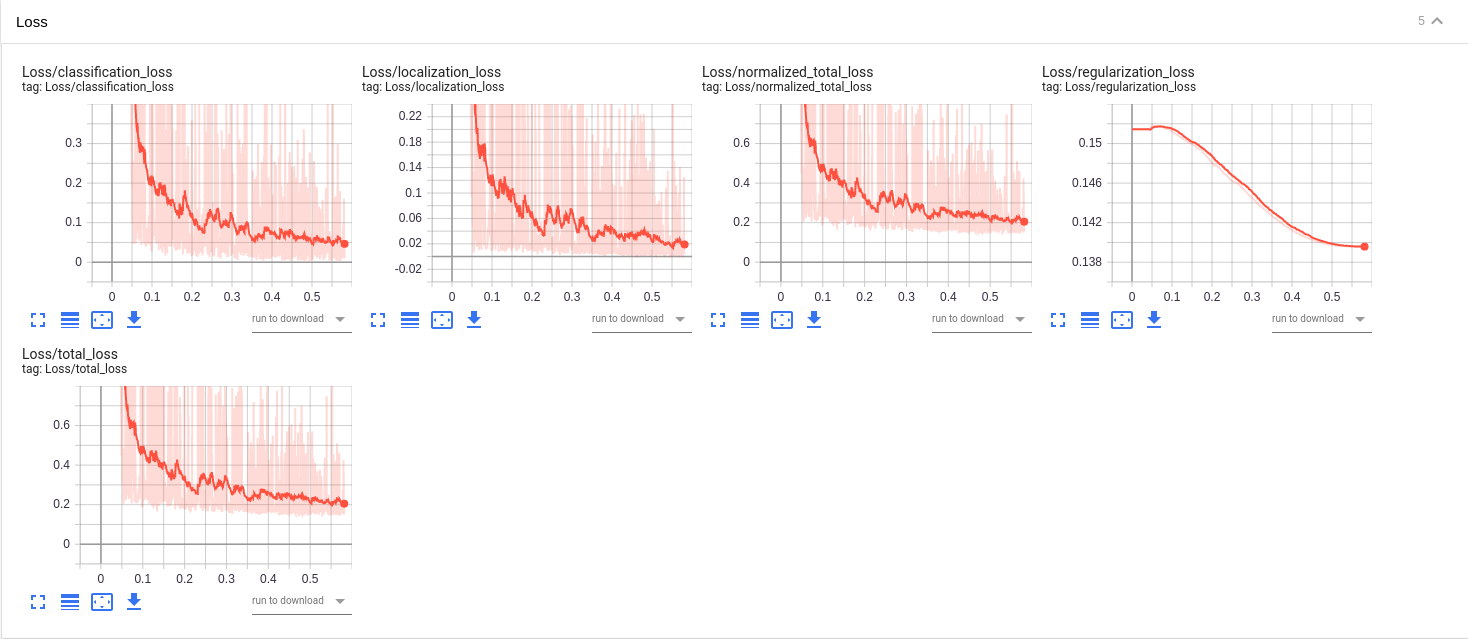 Loss
5
Loss/classification_loss
tag: Loss/classification_loss
0.3
0.2
0.1
0
0 0.1 0.2 0.3 0.4 0.5
run to download
Loss/localization_loss
tag: Loss/localization_loss
0.22
0.18
0.14
0.1
0.06
0.02
-0.02
0 0.1 0.2 0.3 0.4 0.5
run to download
Loss/normalized_total_loss
tag: Loss/normalized_total_loss
0.6
0.4
0.2
0
0 0.1 0.2 0.3 0.4 0.5
run to download
Loss/regularization_loss
tag: Loss/regularization_loss
0.15
0.146
0.142
0.138
0 0.1 0.2 0.3 0.4 0.5
run to download
Loss/total_loss
tag: Loss/total_loss
0.6
0.4
0.2
0
0 0.1 0.2 0.3 0.4 0.5
run to download